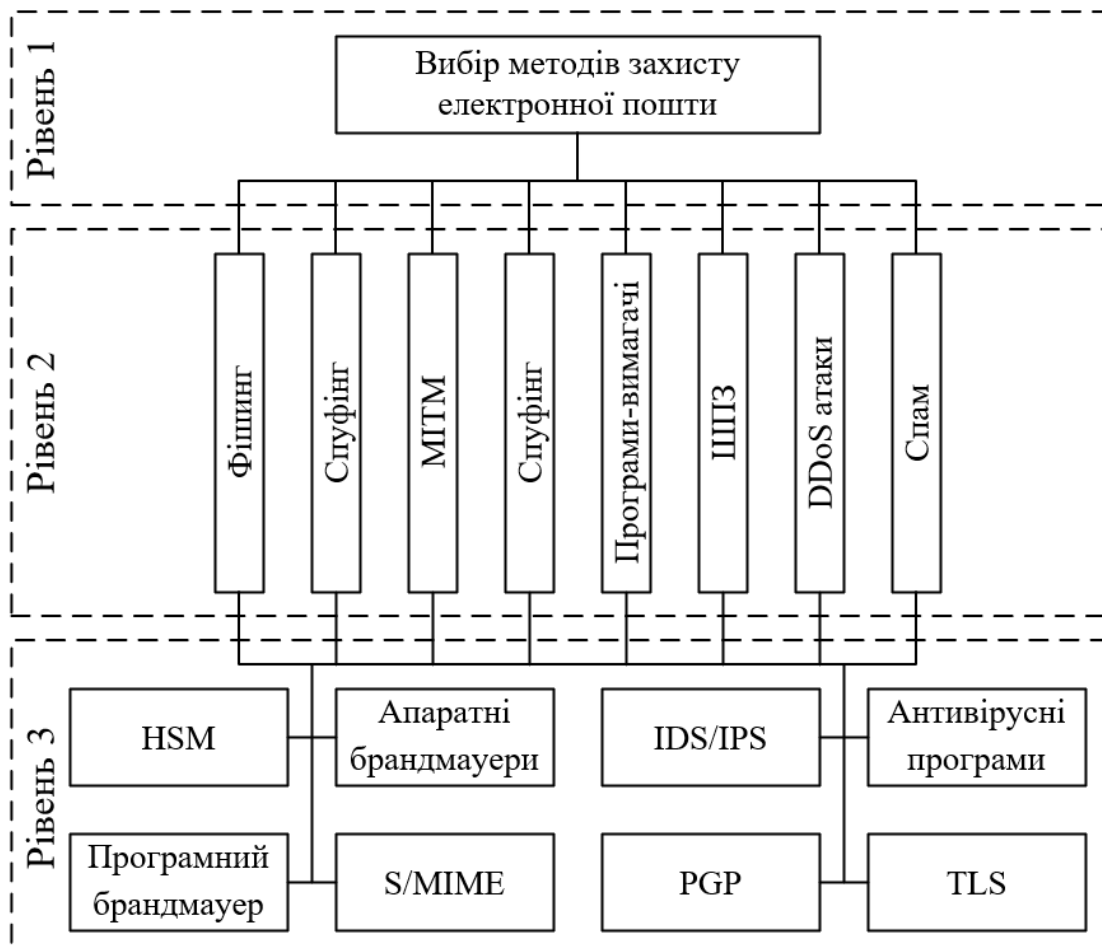 Рівень 1
Вибір методів захисту
електронної пошти
Рівень 2
Фішинг
Спуфінг
МІТМ
Спуфінг
Програми-вимагачі
ШПЗ
DDoS атаки
Спам
Рівень 3
HSM
Апаратні
брандмауери
IDS/IPS
Антивірусні
програми
Програмний
брандмауер
S/MIME
PGP
TLS